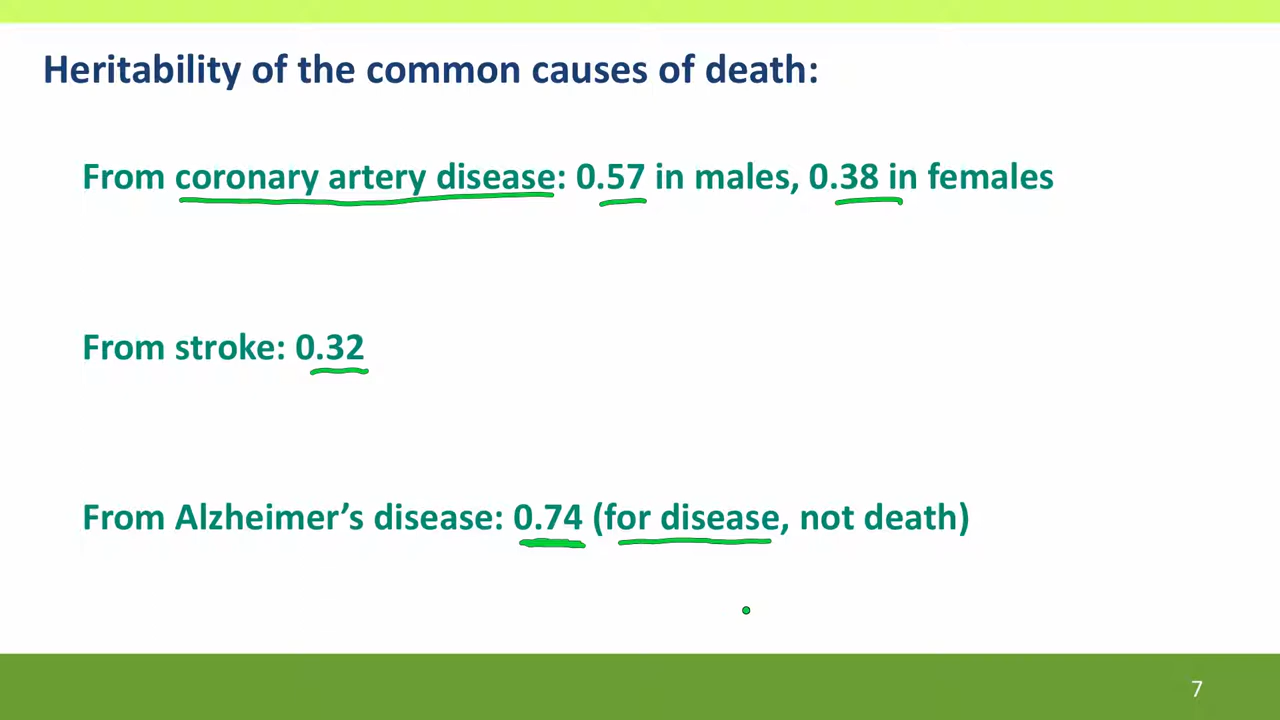 Heritability of the common causes of death:
From coronary artery disease: 0.57 in males, 0.38 in females
From stroke: 0.32
From Alzheimer’s disease: 0.74 (for disease, not death)
7